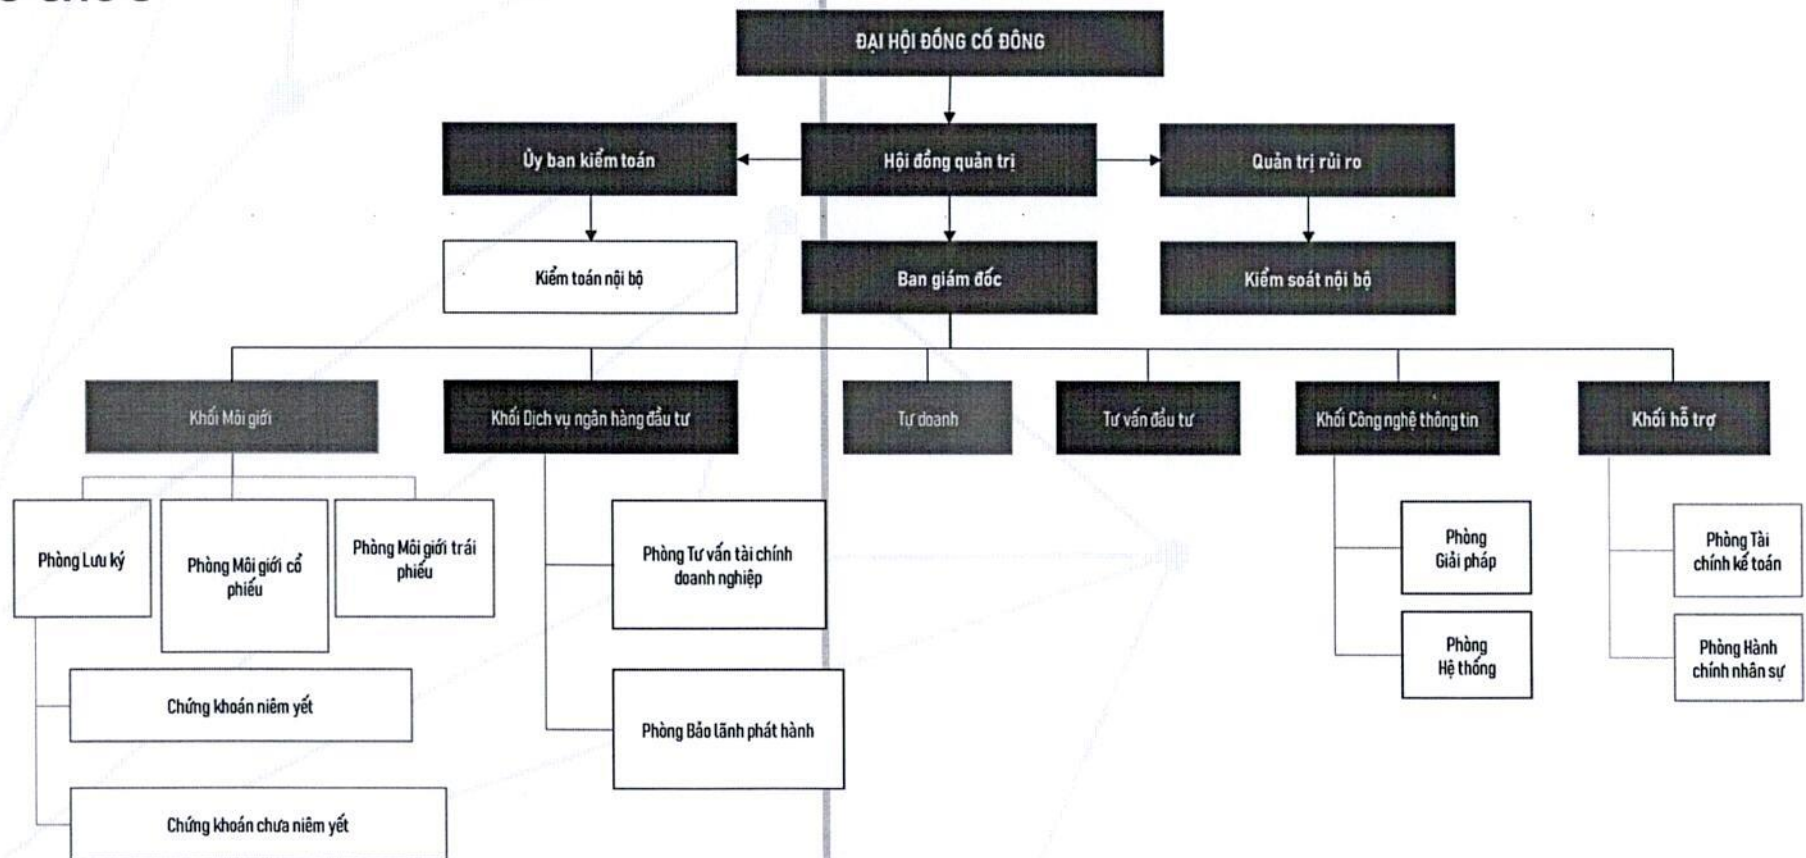 ĐẠI HỘI ĐỒNG CỔ ĐÔNG
Ủy ban kiểm toán
Hội đồng quản trị
Quản trị rủi ro
Kiểm toán nội bộ
Ban giám đốc
Kiểm soát nội bộ
Khối Môi giới
Khối Dịch vụ ngân hàng đầu tư
Tự doanh
Tư vấn đầu tư
Khối Công nghệ thông tin
Khối hỗ trợ
Phòng Lưu ký
Phòng Môi giới cổ
phiếu
Phòng Môi giới trái
phiếu
Phòng Tư vấn tài chính
doanh nghiệp
Phòng
Giải pháp
Phòng Tài
chính kế toán
Phòng
Hệ thống
Phòng Hành
chính nhân sự
Chứng khoán niêm yết
Phòng Bảo lãnh phát hành
Chứng khoán chưa niêm yết